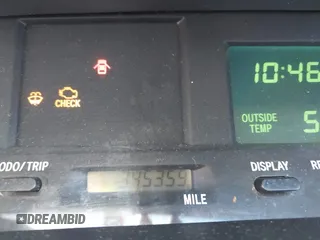 10:46
CHECK
OUTSIDE
TEMP 5
ODO/TRIP
145359
DISPLAY
MILE
DREAMBID